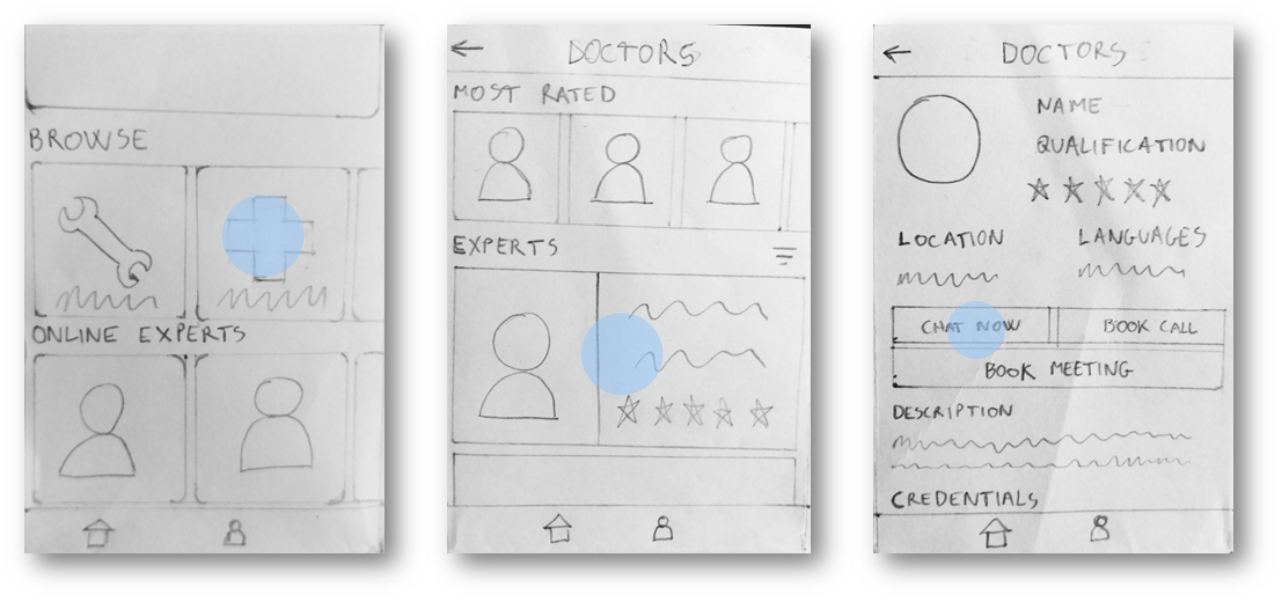 BROWSE
ONLINE EXPERTS
DOCTORS
MOST RATED
EXPERTS
DOCTORS
NAME
QUALIFICATION
LOCATION LANGUAGES
CHAT NOW BOOK CALL
BOOK MEETING
DESCRIPTION
CREDENTIALS